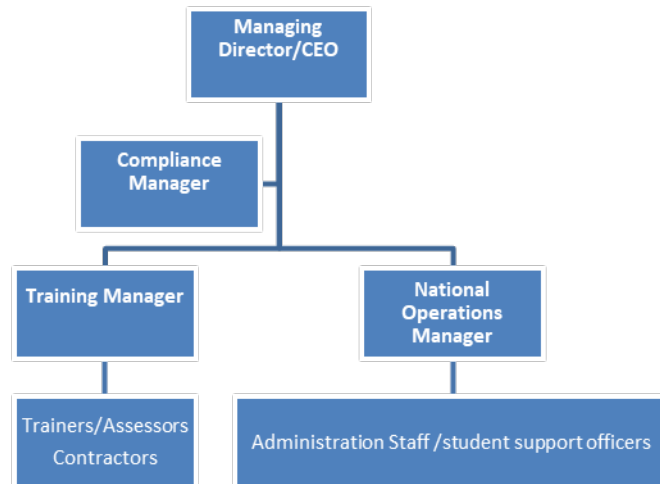 Managing
Director/CEO
Compliance
Manager
Training Manager
National
Operations
Manager
Trainers/Assessors
Contractors
Administration Staff /student support officers